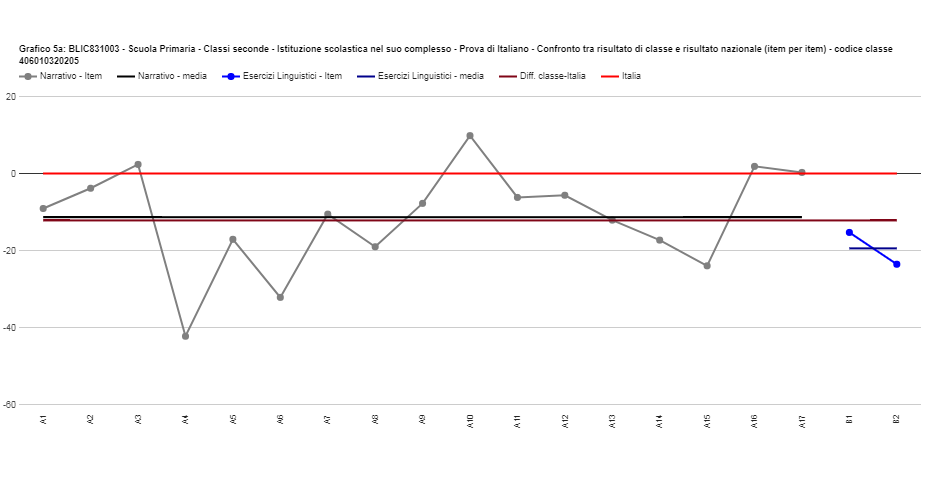 Grafico 5a: BLIC831003 - Scuola Primaria - Classi seconde - Istituzione scolastica nel suo complesso - Prova di Italiano - Confronto tra risultato di classe e risultato nazionale (item per item) - codice classe
406010320205
Narrativo - Item Narrativo - media Esercizi Linguistici - Item Esercizi Linguistici - media Diff. classe-Italia Italia
20
0
-20
-40
-60
A1 A2 A3 A4 A5 A6 A7 A8 A9 A10 A11 A12 A13 A14 A15 A16 A17 B1 B2